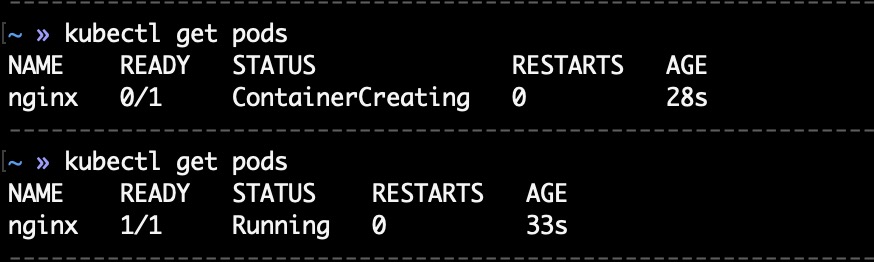 ~ » kubectl get pods
NAME    READY   STATUS              RESTARTS   AGE
nginx   0/1     ContainerCreating   0          28s
~ » kubectl get pods
NAME    READY   STATUS    RESTARTS   AGE
nginx   1/1     Running   0          33s